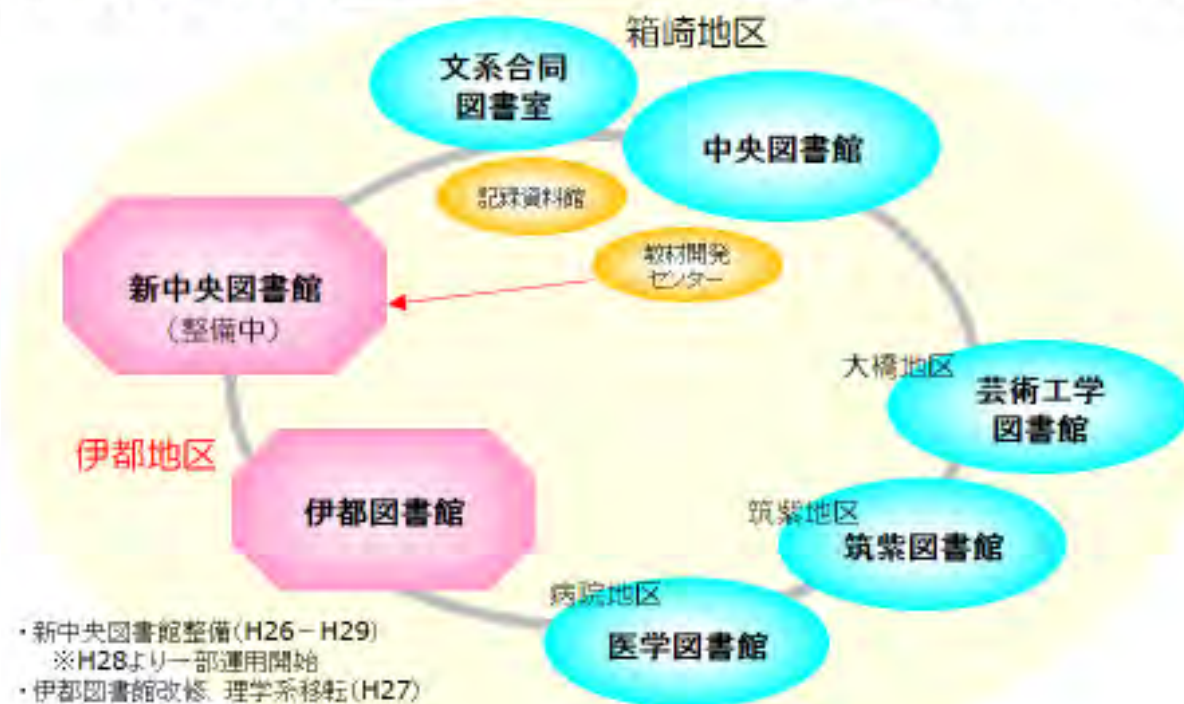 箱崎地区
文系合同
図書室
中央図書館
記録資料館
教材開発
センター
新中央図書館
（整備中）
大橋地区
芸術工学
図書館
伊都地区
伊都図書館
筑紫地区
筑紫図書館
病院地区
医学図書館
・新中央図書館整備(H26－H29)
※H28より一部運用開始
・伊都図書館改修、理学系移転(H27)